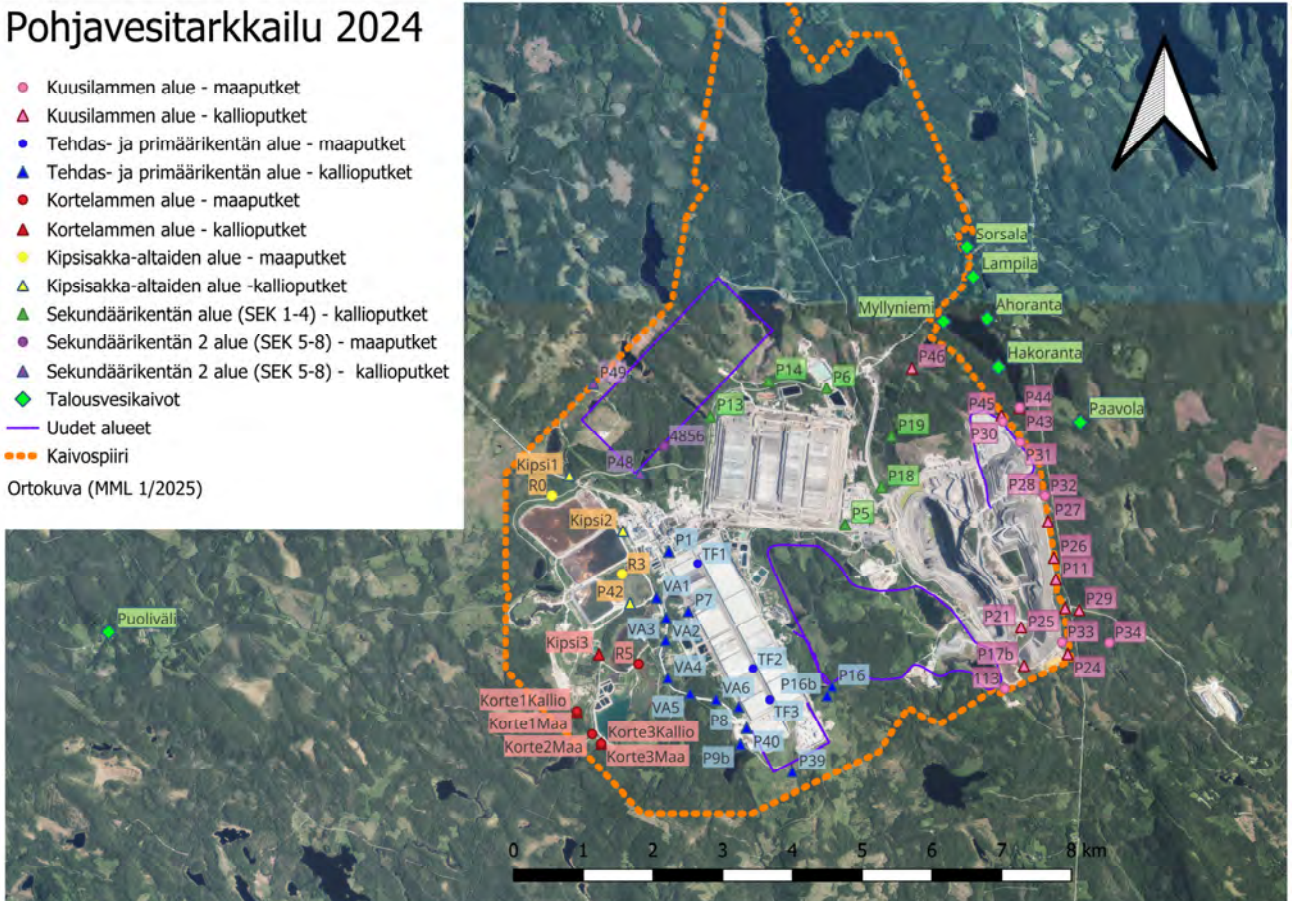 Pohjavesitarkkailu 2024
Kuusilammen alue - maaputket
Kuusilammen alue - kallioputket
Tehdas- ja primäärikentän alue - maaputket
Tehdas- ja primäärikentän alue - kallioputket
Kortelammen alue - maaputket
Kortelammen alue - kallioputket
Kipsisakka-altaiden alue - maaputket
Kipsisakka-altaiden alue -kallioputket
Sekundäärikentän alue (SEK 1-4) - kallioputket
Sekundäärikentän 2 alue (SEK 5-8) - maaputket
Sekundäärikentän 2 alue (SEK 5-8) - kallioputket
Talousvesikaivot
Uudet alueet
Kaivospiiri
Ortokuva (MML 1/2025)
Sorsala
Lampila
Myllyniemi
Ahoranta
Hakoranta
P46
P49
P14
P6
P45
P44
Paavola
P13
P43
P30
P19
4856
P31
P48
Kipsi1
R0
P18
P28
P32
Kipsi2
P5
P27
P1
TF1
P26
R3
P11
P42
VA1
P7
P29
Puoliväli
VA3
VA2
P21
P25
P33
P34
Kipsi3
R5
TF2
P17b
P24
VA4
P16b
P16
113
Korte1Kallio
VA6
VA5
TF3
Korte1Maa
P8
Korte3Kallio
P40
Korte2Maa
Korte3Maa
P9b
P39
0 1 2 3 4 5 6 7 8 km